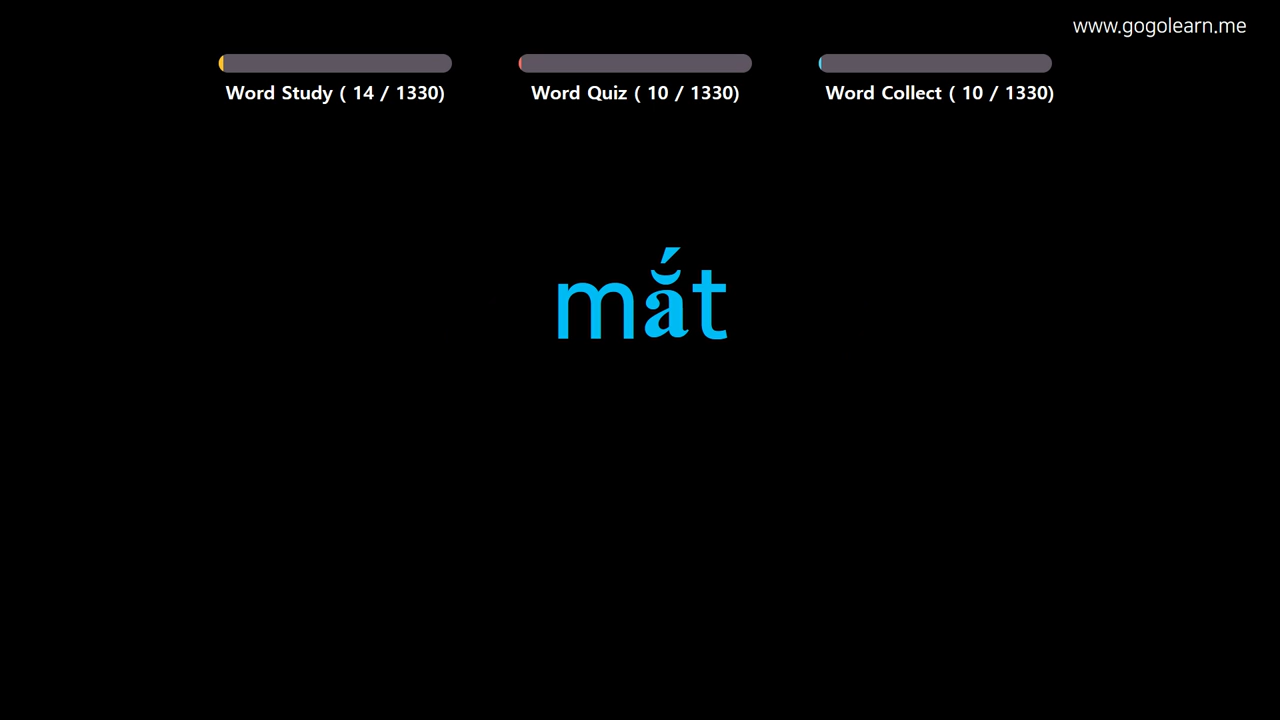 www.gogolearn.me
Word Study ( 14 / 1330)
Word Quiz ( 10 / 1330)
Word Collect ( 10 / 1330)
mắt